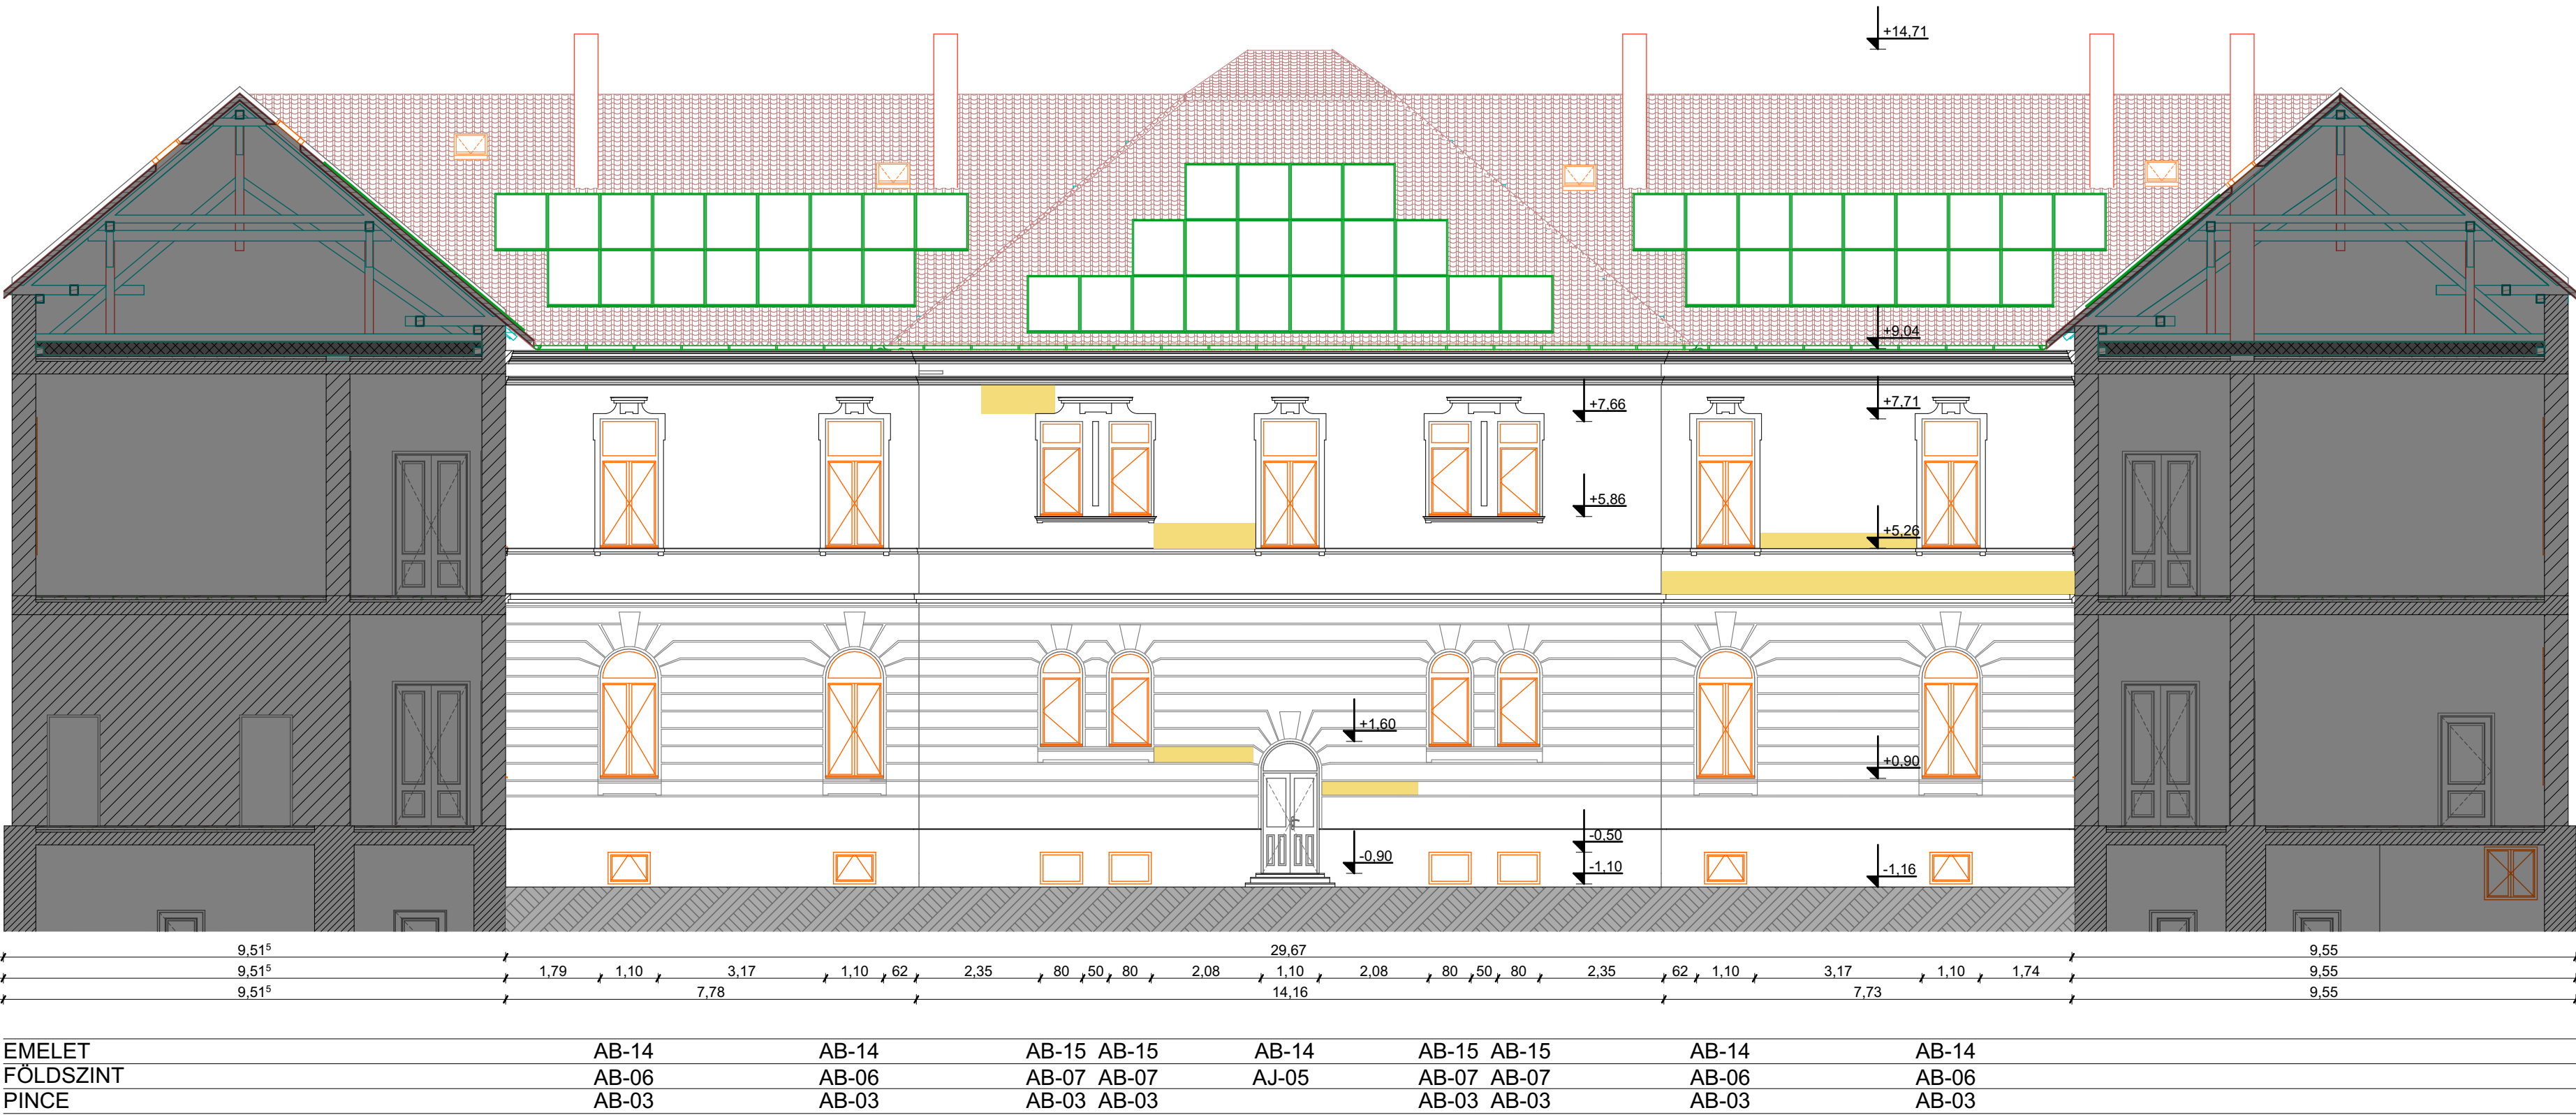 +14,71
+9,04
+7,66
+7,71
+5,86
+5,26
+1,60
+0,90
-0,50
-0,90
-1,10
-1,16
9,51⁵ 29,67 9,55
9,51⁵ 1,79 1,10 3,17 1,10 62 2,35 80 50 80 2,08 1,10 2,08 80 50 80 2,35 62 1,10 3,17 1,10 1,74 9,55
9,51⁵ 7,78 14,16 7,73 9,55
EMELET AB-14 AB-14 AB-15 AB-15 AB-14 AB-15 AB-15 AB-14 AB-14
FÖLDSZINT AB-06 AB-06 AB-07 AB-07 AJ-05 AB-07 AB-07 AB-06 AB-06
PINCE AB-03 AB-03 AB-03 AB-03 AB-03 AB-03 AB-03 AB-03